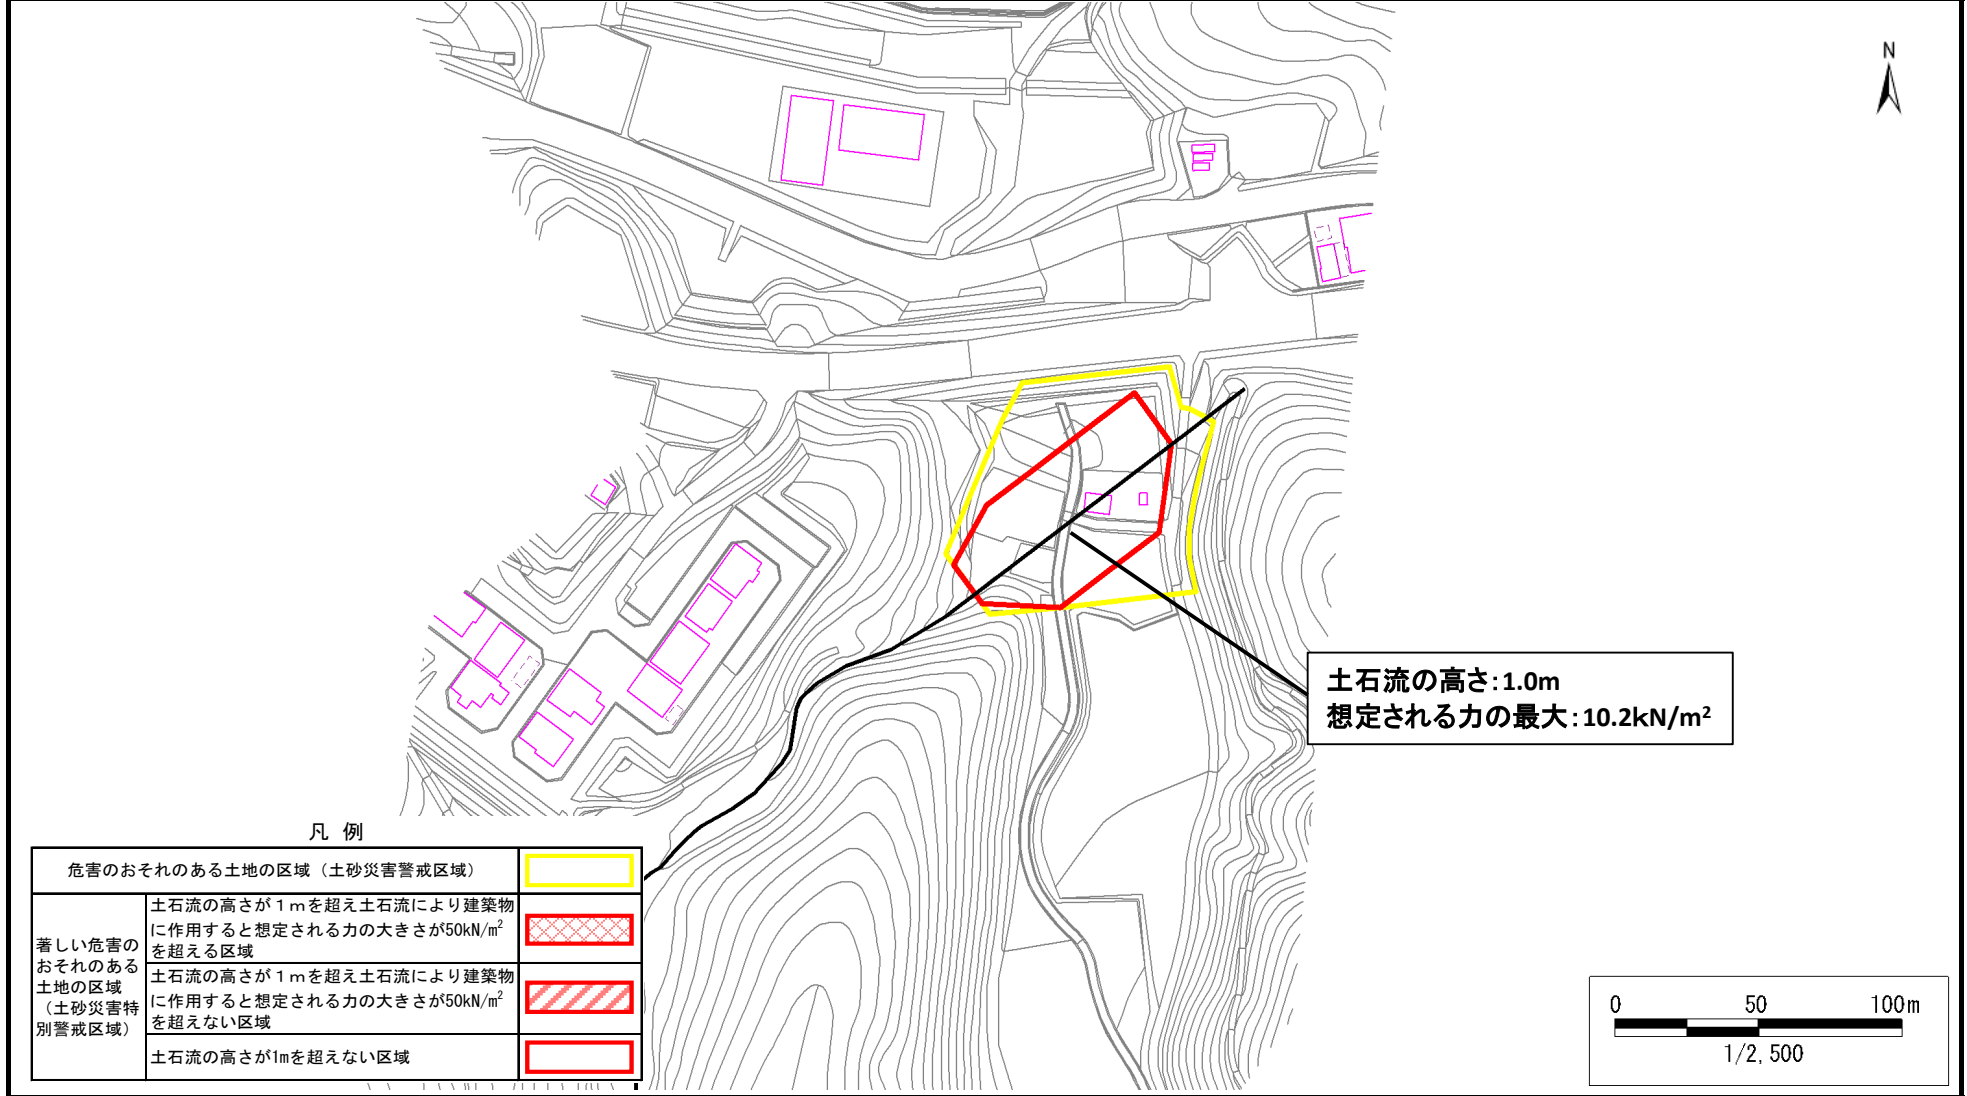 N
土石流の高さ:1.0m
想定される力の最大:10.2kN/m²
凡 例
危害のおそれのある土地の区域（土砂災害警戒区域）
著しい危害の
おそれのある
土地の区域
（土砂災害特
別警戒区域）
土石流の高さが１ｍを超え土石流により建築物
に作用すると想定される力の大きさが50kN/㎡
を超える区域
土石流の高さが１ｍを超え土石流により建築物
に作用すると想定される力の大きさが50kN/㎡
を超えない区域
土石流の高さが1mを超えない区域
0 50 100m
1/2,500